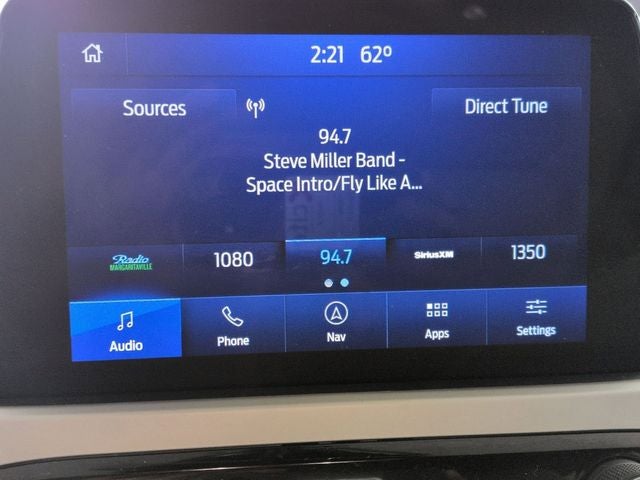 2:21 62º
Sources
Direct Tune
94.7
Steve Miller Band -
Space Intro/Fly Like A...
Radio MARGARITAVILLE
1080
94.7
SiriusXM
1350
Audio
Phone
Nav
Apps
Settings